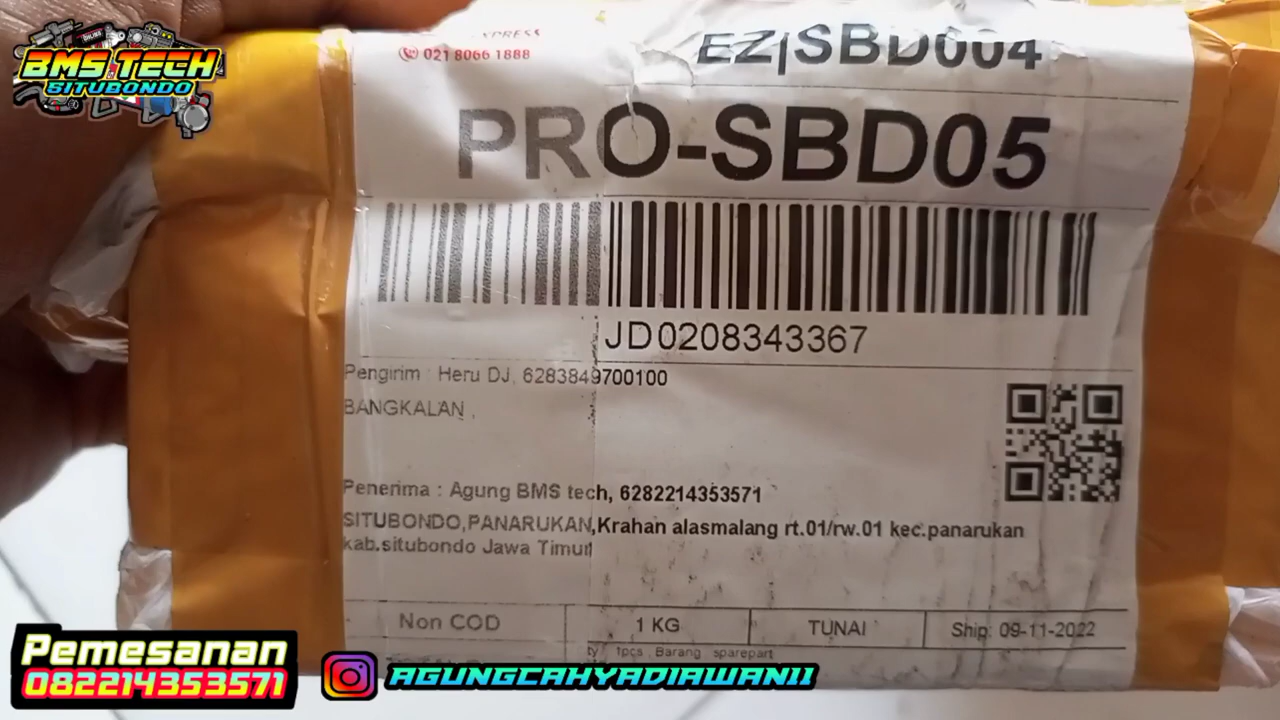 BMS TECH
SITUBONDO
021 8066 1888
EZ|SBD004
PRO-SBD05
JD0208343367
Pengirim : Heru DJ, 6283849700100
BANGKALAN ,
Penerima : Agung BMS tech, 6282214353571
SITUBONDO,PANARUKAN,Krahan alasmalang rt.01/rw.01 kec.panarukan
kab.situbondo Jawa Timur
Non COD
1 KG
TUNAI
Ship: 09-11-2022
1pcs Barang sparepart
Pemesanan
082214353571
AGUNGCAHYADIAWAN11